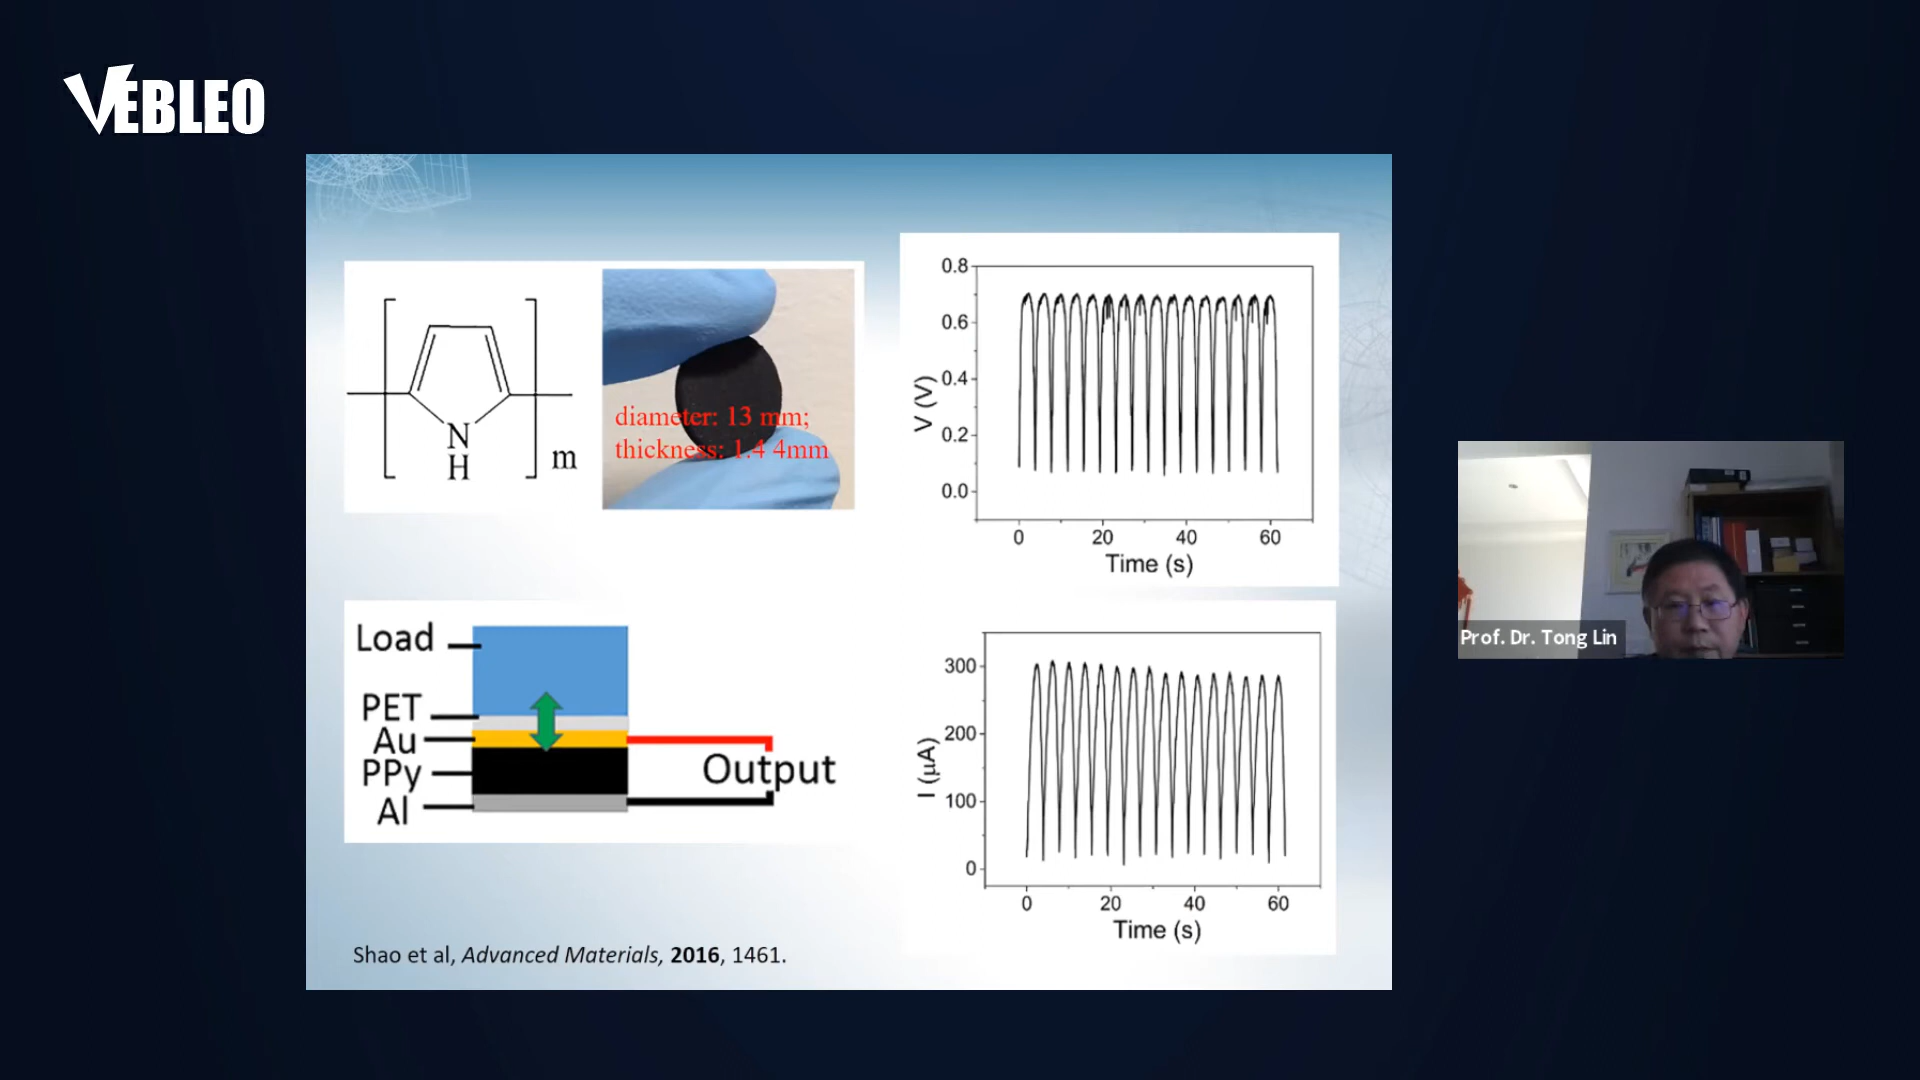 VEBLEO
N
H
m
diameter: 13 mm;
thickness: 1.4 4mm
0.8
0.6
0.4
0.2
0.0
V (V)
0
20
40
60
Time (s)
Load
PET
Au
PPy
Al
Output
300
200
100
0
I (μA)
0
20
40
60
Time (s)
Shao et al, Advanced Materials, 2016, 1461.
Prof. Dr. Tong Lin